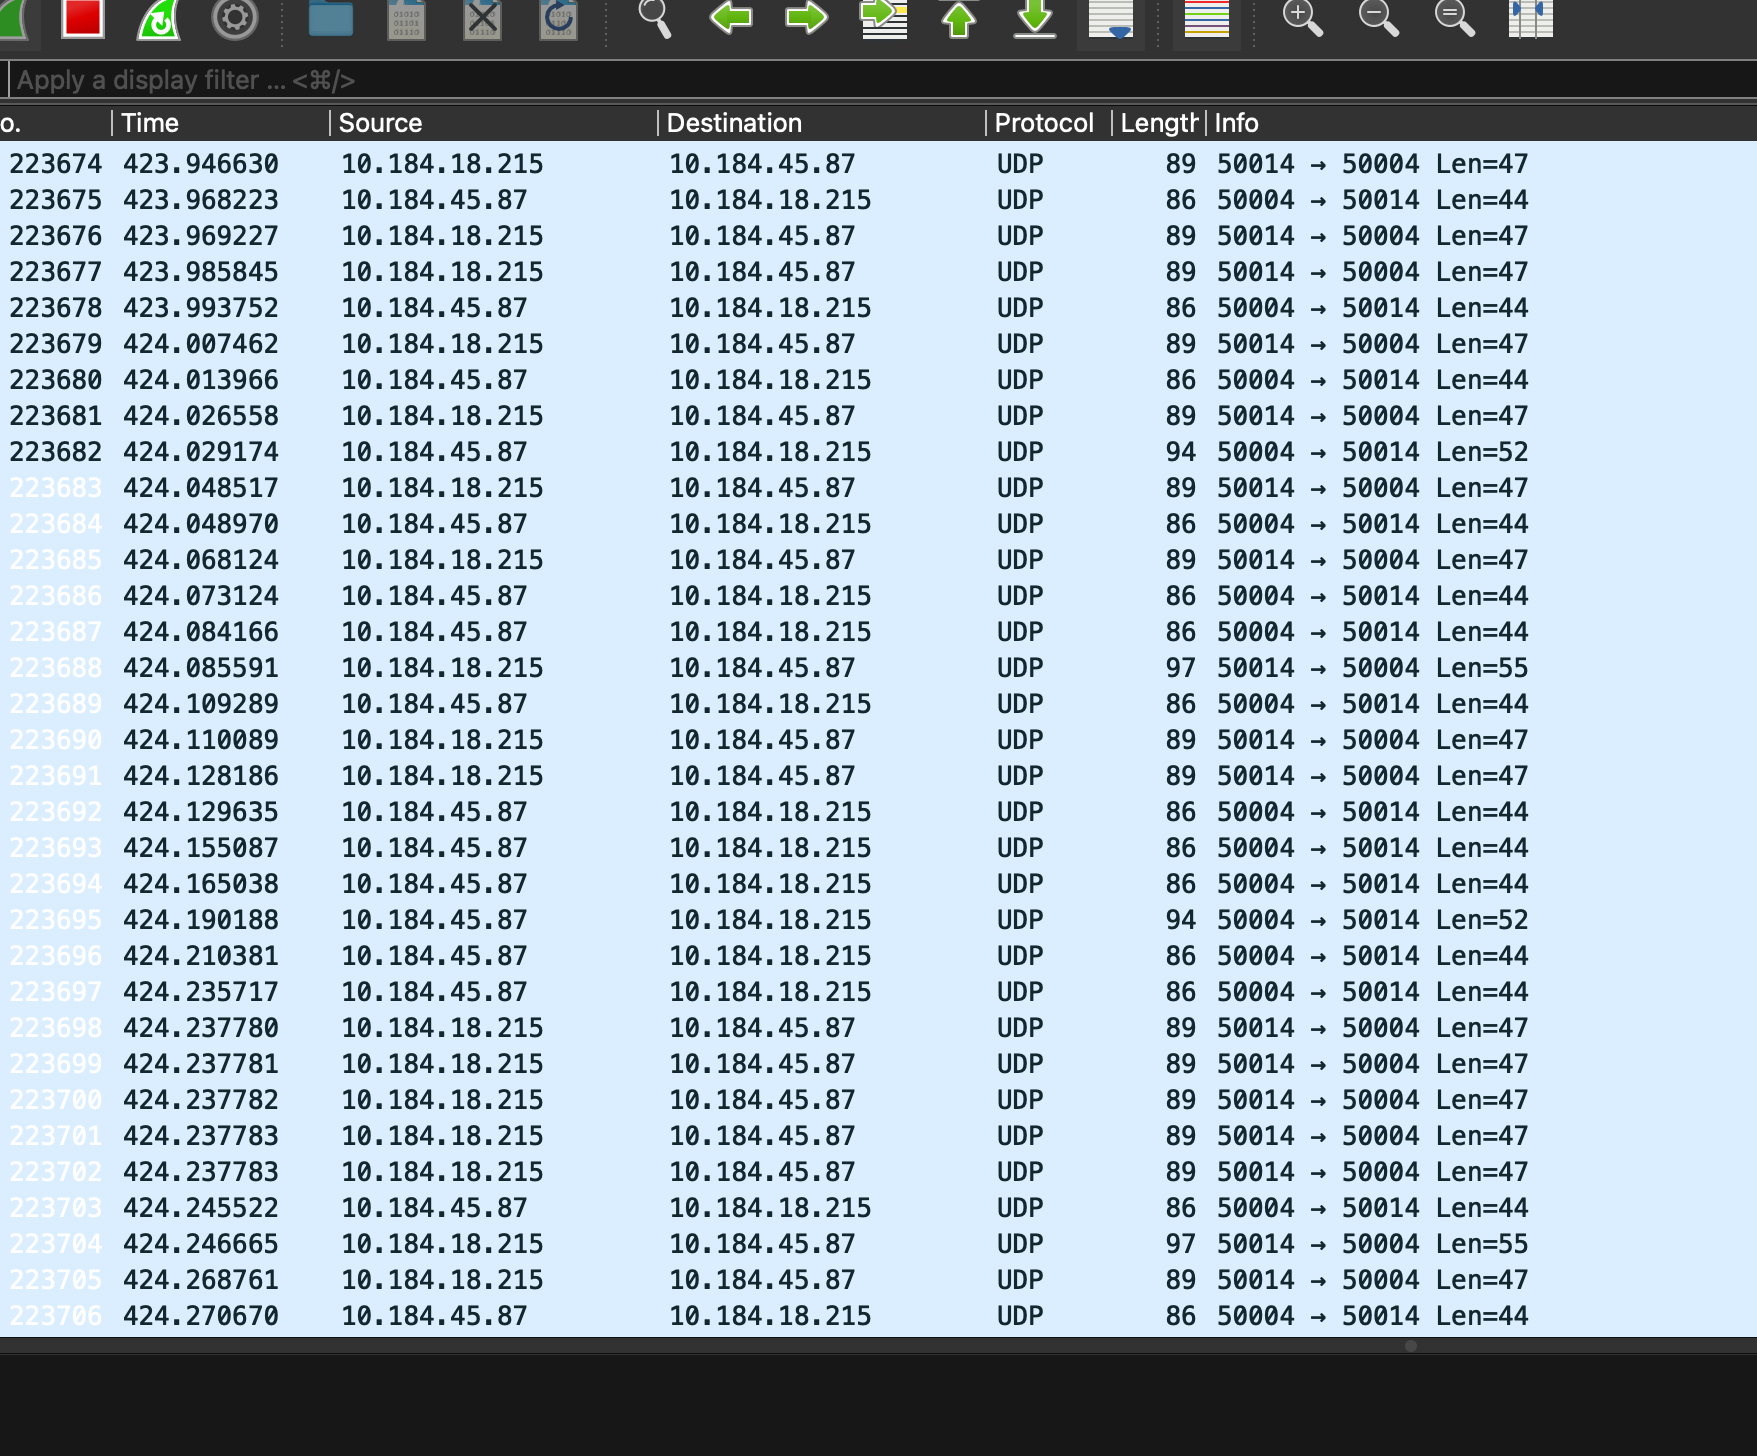 Apply a display filter ... <⌘/>
o. Time Source Destination Protocol Length Info
223674 423.946630 10.184.18.215 10.184.45.87 UDP 89 50014 → 50004 Len=47
223675 423.968223 10.184.45.87 10.184.18.215 UDP 86 50004 → 50014 Len=44
223676 423.969227 10.184.18.215 10.184.45.87 UDP 89 50014 → 50004 Len=47
223677 423.985845 10.184.18.215 10.184.45.87 UDP 89 50014 → 50004 Len=47
223678 423.993752 10.184.45.87 10.184.18.215 UDP 86 50004 → 50014 Len=44
223679 424.007462 10.184.18.215 10.184.45.87 UDP 89 50014 → 50004 Len=47
223680 424.013966 10.184.45.87 10.184.18.215 UDP 86 50004 → 50014 Len=44
223681 424.026558 10.184.18.215 10.184.45.87 UDP 89 50014 → 50004 Len=47
223682 424.029174 10.184.45.87 10.184.18.215 UDP 94 50004 → 50014 Len=52
223683 424.048517 10.184.18.215 10.184.45.87 UDP 89 50014 → 50004 Len=47
223684 424.048970 10.184.45.87 10.184.18.215 UDP 86 50004 → 50014 Len=44
223685 424.068124 10.184.18.215 10.184.45.87 UDP 89 50014 → 50004 Len=47
223686 424.073124 10.184.45.87 10.184.18.215 UDP 86 50004 → 50014 Len=44
223687 424.084166 10.184.45.87 10.184.18.215 UDP 86 50004 → 50014 Len=44
223688 424.085591 10.184.18.215 10.184.45.87 UDP 97 50014 → 50004 Len=55
223689 424.109289 10.184.45.87 10.184.18.215 UDP 86 50004 → 50014 Len=44
223690 424.110089 10.184.18.215 10.184.45.87 UDP 89 50014 → 50004 Len=47
223691 424.128186 10.184.18.215 10.184.45.87 UDP 89 50014 → 50004 Len=47
223692 424.129635 10.184.45.87 10.184.18.215 UDP 86 50004 → 50014 Len=44
223693 424.155087 10.184.45.87 10.184.18.215 UDP 86 50004 → 50014 Len=44
223694 424.165038 10.184.45.87 10.184.18.215 UDP 86 50004 → 50014 Len=44
223695 424.190188 10.184.45.87 10.184.18.215 UDP 94 50004 → 50014 Len=52
223696 424.210381 10.184.45.87 10.184.18.215 UDP 86 50004 → 50014 Len=44
223697 424.235717 10.184.45.87 10.184.18.215 UDP 86 50004 → 50014 Len=44
223698 424.237780 10.184.18.215 10.184.45.87 UDP 89 50014 → 50004 Len=47
223699 424.237781 10.184.18.215 10.184.45.87 UDP 89 50014 → 50004 Len=47
223700 424.237782 10.184.18.215 10.184.45.87 UDP 89 50014 → 50004 Len=47
223701 424.237783 10.184.18.215 10.184.45.87 UDP 89 50014 → 50004 Len=47
223702 424.237783 10.184.18.215 10.184.45.87 UDP 89 50014 → 50004 Len=47
223703 424.245522 10.184.45.87 10.184.18.215 UDP 86 50004 → 50014 Len=44
223704 424.246665 10.184.18.215 10.184.45.87 UDP 97 50014 → 50004 Len=55
223705 424.268761 10.184.18.215 10.184.45.87 UDP 89 50014 → 50004 Len=47
223706 424.270670 10.184.45.87 10.184.18.215 UDP 86 50004 → 50014 Len=44